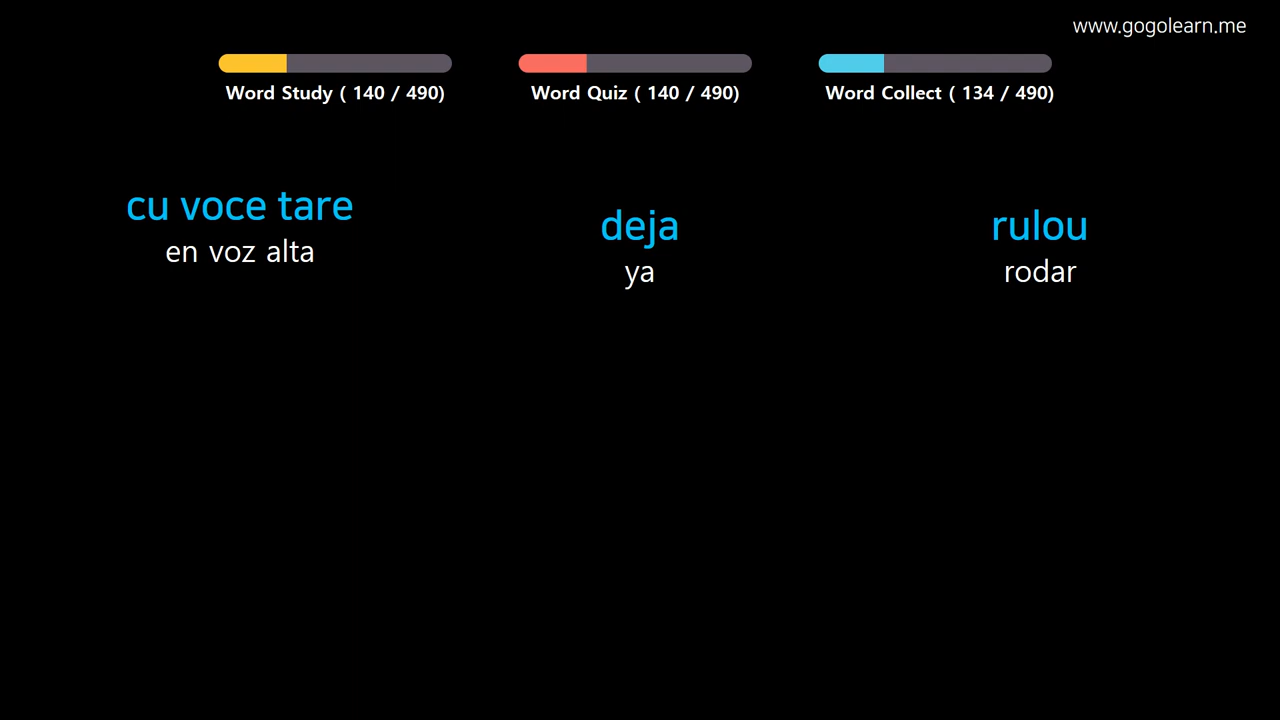 www.gogolearn.me
Word Study ( 140 / 490)
Word Quiz ( 140 / 490)
Word Collect ( 134 / 490)
cu voce tare
en voz alta
deja
ya
rulou
rodar